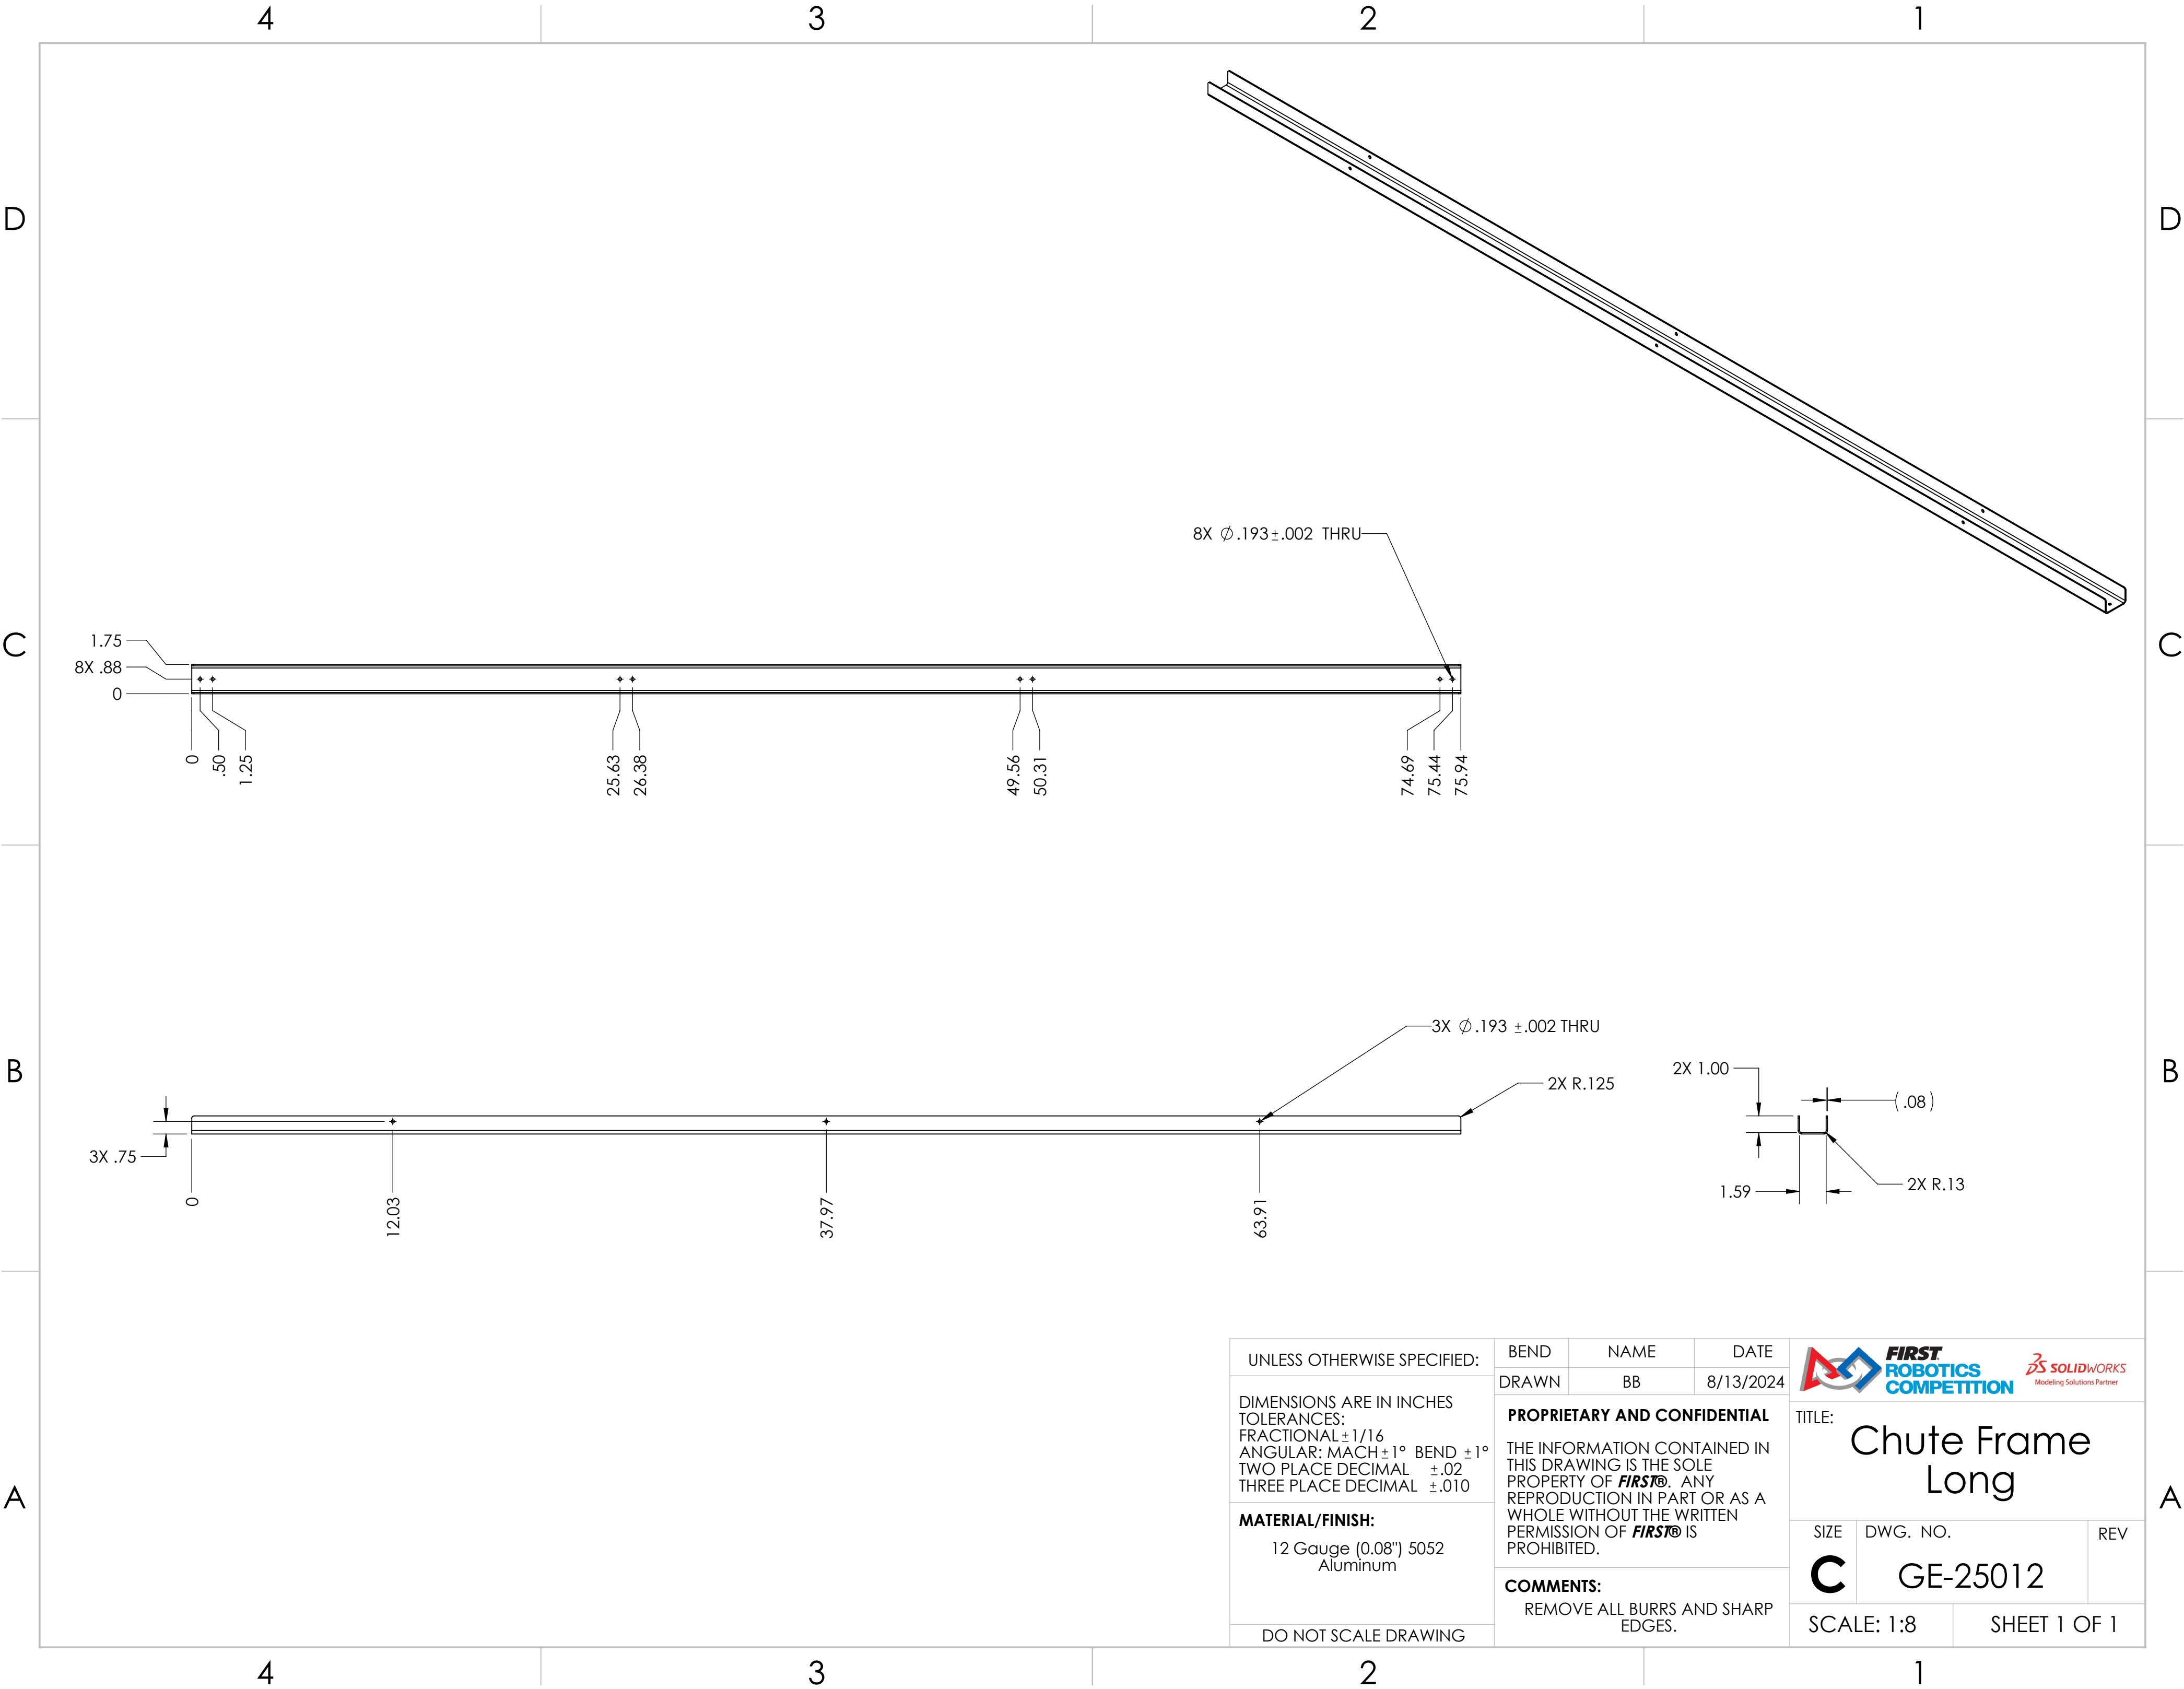 4 3 2 1
D D
8X ∅.193±.002 THRU
C C
1.75
8X .88
0
0 .50 1.25 25.63 26.38 49.56 50.31 74.69 75.44 75.94
3X ∅.193 ±.002 THRU
B B
2X 1.00
2X R.125
(.08)
3X .75
2X R.13
1.59
0 12.03 37.97 63.91
UNLESS OTHERWISE SPECIFIED:
DIMENSIONS ARE IN INCHES
TOLERANCES:
FRACTIONAL±1/16
ANGULAR: MACH±1° BEND ±1°
TWO PLACE DECIMAL ±.02
THREE PLACE DECIMAL ±.010
MATERIAL/FINISH:
12 Gauge (0.08") 5052
Aluminum
DO NOT SCALE DRAWING
BEND NAME DATE
DRAWN BB 8/13/2024
PROPRIETARY AND CONFIDENTIAL
THE INFORMATION CONTAINED IN
THIS DRAWING IS THE SOLE
PROPERTY OF FIRST®. ANY
REPRODUCTION IN PART OR AS A
WHOLE WITHOUT THE WRITTEN
PERMISSION OF FIRST® IS
PROHIBITED.
COMMENTS:
REMOVE ALL BURRS AND SHARP
EDGES.
FIRST.
ROBOTICS
COMPETITION
SOLIDWORKS
Modeling Solutions Partner
TITLE:
Chute Frame
Long
SIZE DWG. NO. REV
C GE-25012
SCALE: 1:8 SHEET 1 OF 1
A A
4 3 2 1